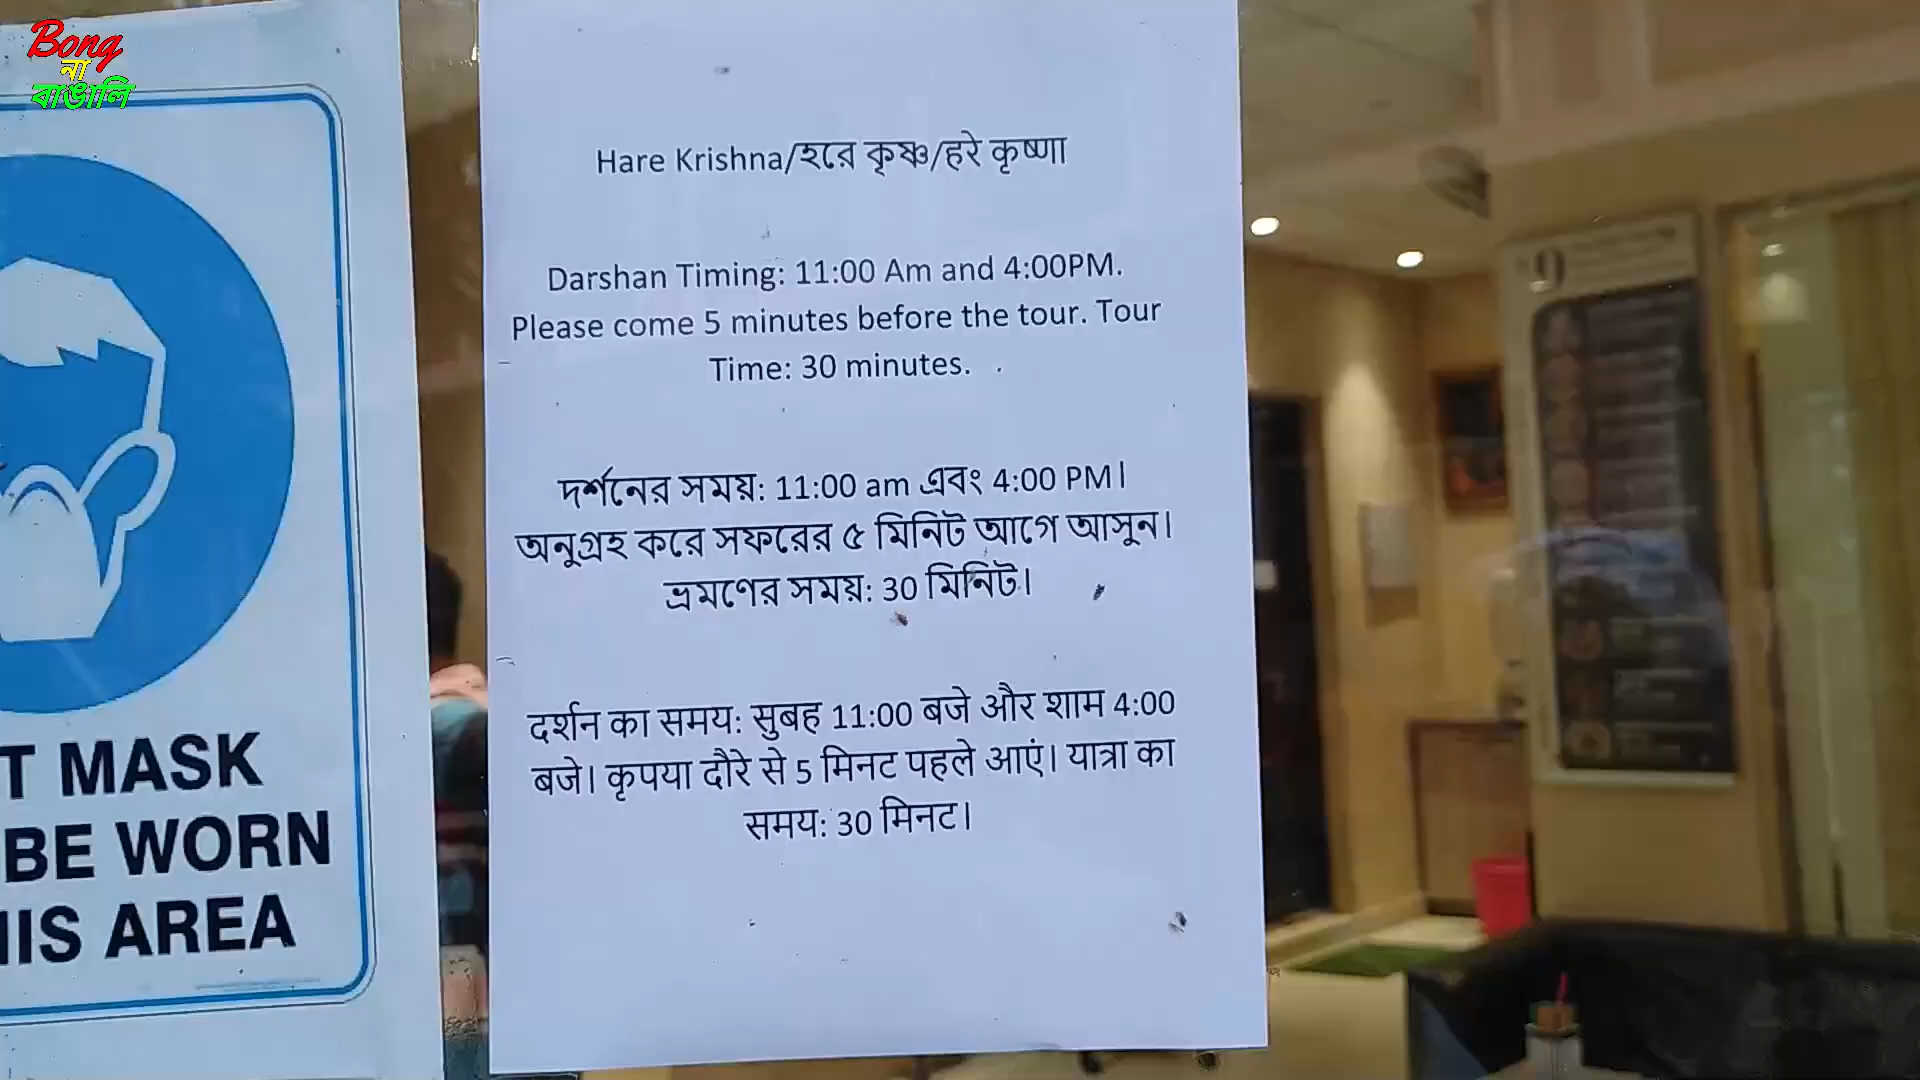 Bong
না
বাঙালি
T MASK
BE WORN
HIS AREA
Hare Krishna/হরে কৃষ্ণ/हरे कृष्णा
Darshan Timing: 11:00 Am and 4:00PM.
Please come 5 minutes before the tour. Tour
Time: 30 minutes.
দর্শনের সময়: 11:00 am এবং 4:00 PM।
অনুগ্রহ করে সফরের ৫ মিনিট আগে আসুন।
ভ্রমণের সময়: 30 মিনিট।
दर्शन का समय: सुबह 11:00 बजे और शाम 4:00
बजे। कृपया दौरे से 5 मिनट पहले आएं। यात्रा का
समय: 30 मिनट।
9